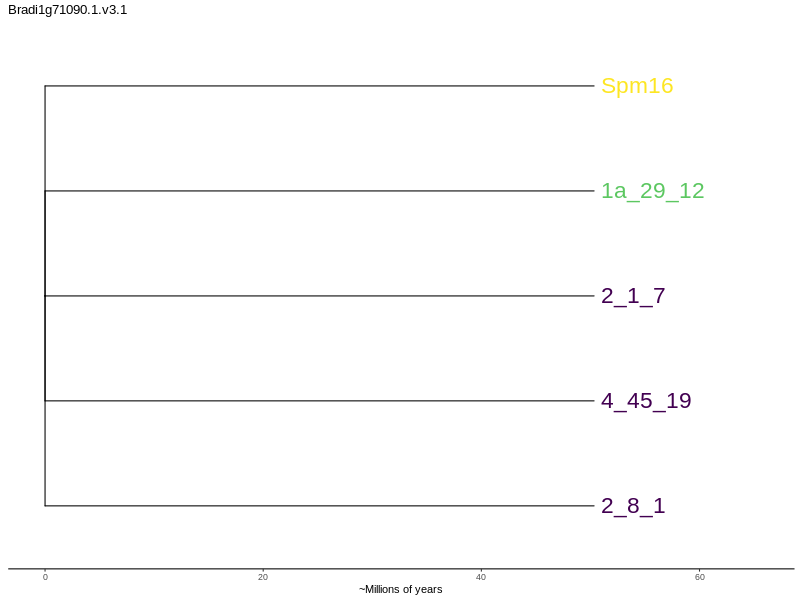 Bradi1g71090.1.v3.1
Spm16
1a_29_12
2_1_7
4_45_19
2_8_1
0 20 40 60
~Millions of years